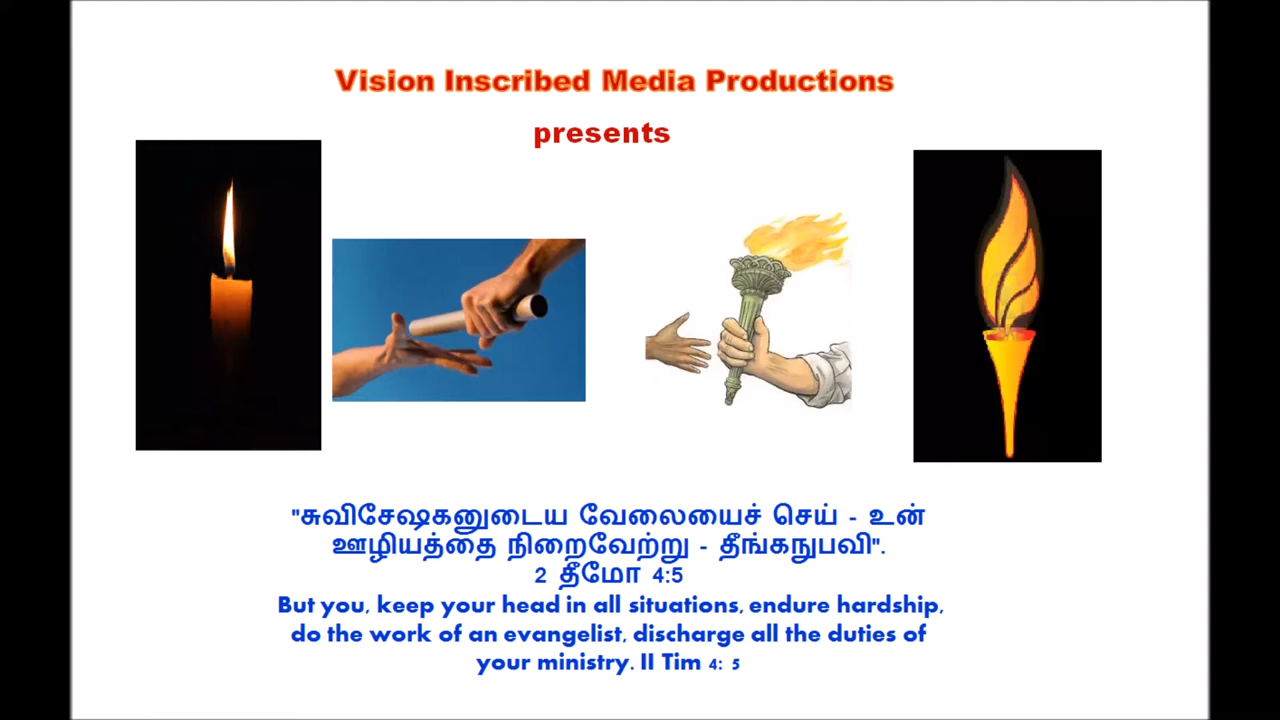 Vision Inscribed Media Productions
presents
"சுவிசேஷகனுடைய வேலையைச் செய் - உன்
ஊழியத்தை நிறைவேற்று - தீங்கநுபவி".
2 தீமோ 4:5
But you, keep your head in all situations, endure hardship,
do the work of an evangelist, discharge all the duties of
your ministry. II Tim 4: 5